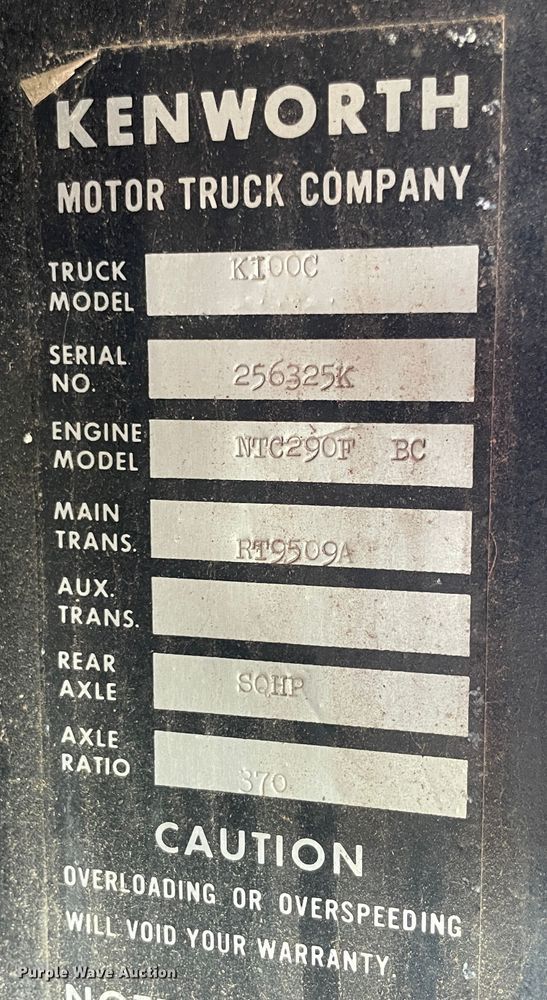 KENWORTH
MOTOR TRUCK COMPANY
TRUCK MODEL K100C
SERIAL NO. 256325K
ENGINE MODEL NTC290F BC
MAIN TRANS. RT9509A
AUX. TRANS.
REAR AXLE SQHP
AXLE RATIO 370
CAUTION
OVERLOADING OR OVERSPEEDING
WILL VOID YOUR WARRANTY.
Purple Wave Auction